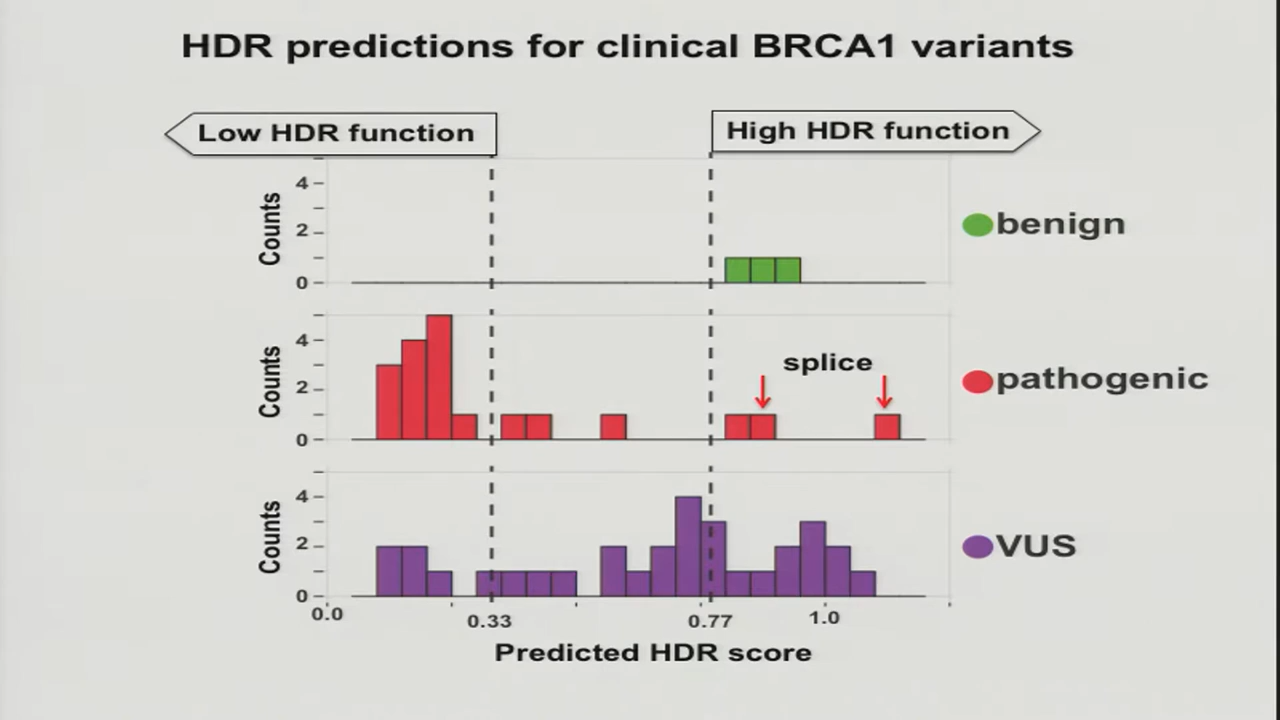 HDR predictions for clinical BRCA1 variants
Low HDR function
High HDR function
Counts
4
2
0
benign
Counts
4
2
0
splice
pathogenic
Counts
4
2
0
VUS
0.0
0.33
0.77
1.0
Predicted HDR score